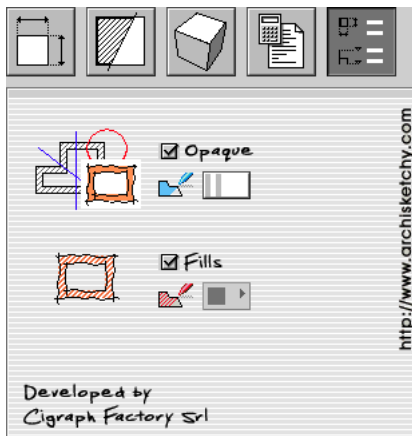 Opaque
Fills
http://www.archisketchy.com
Developed by
Cigraph Factory Srl